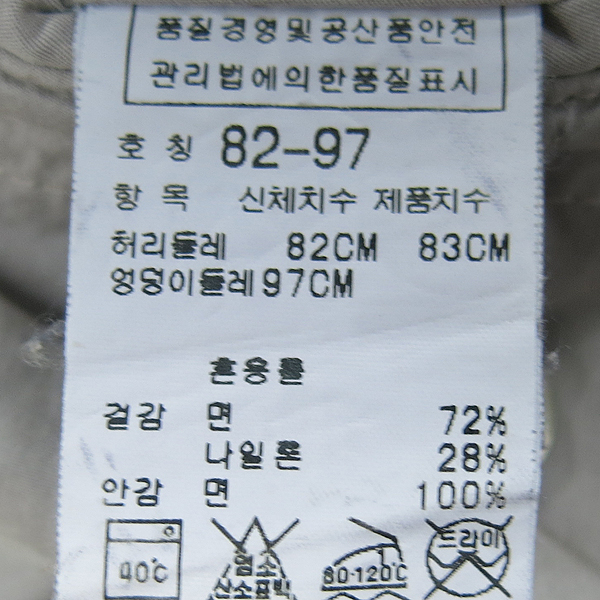 품질경영및공산품안전
관리법에의한품질표시
호 칭 82-97
항 목 신체치수 제품치수
허리둘레 82CM 83CM
엉덩이둘레97CM
혼용률
겉감 면 72%
나일론 28%
안감 면 100%
40℃ 염소 80-120℃ 드라이
산소표백